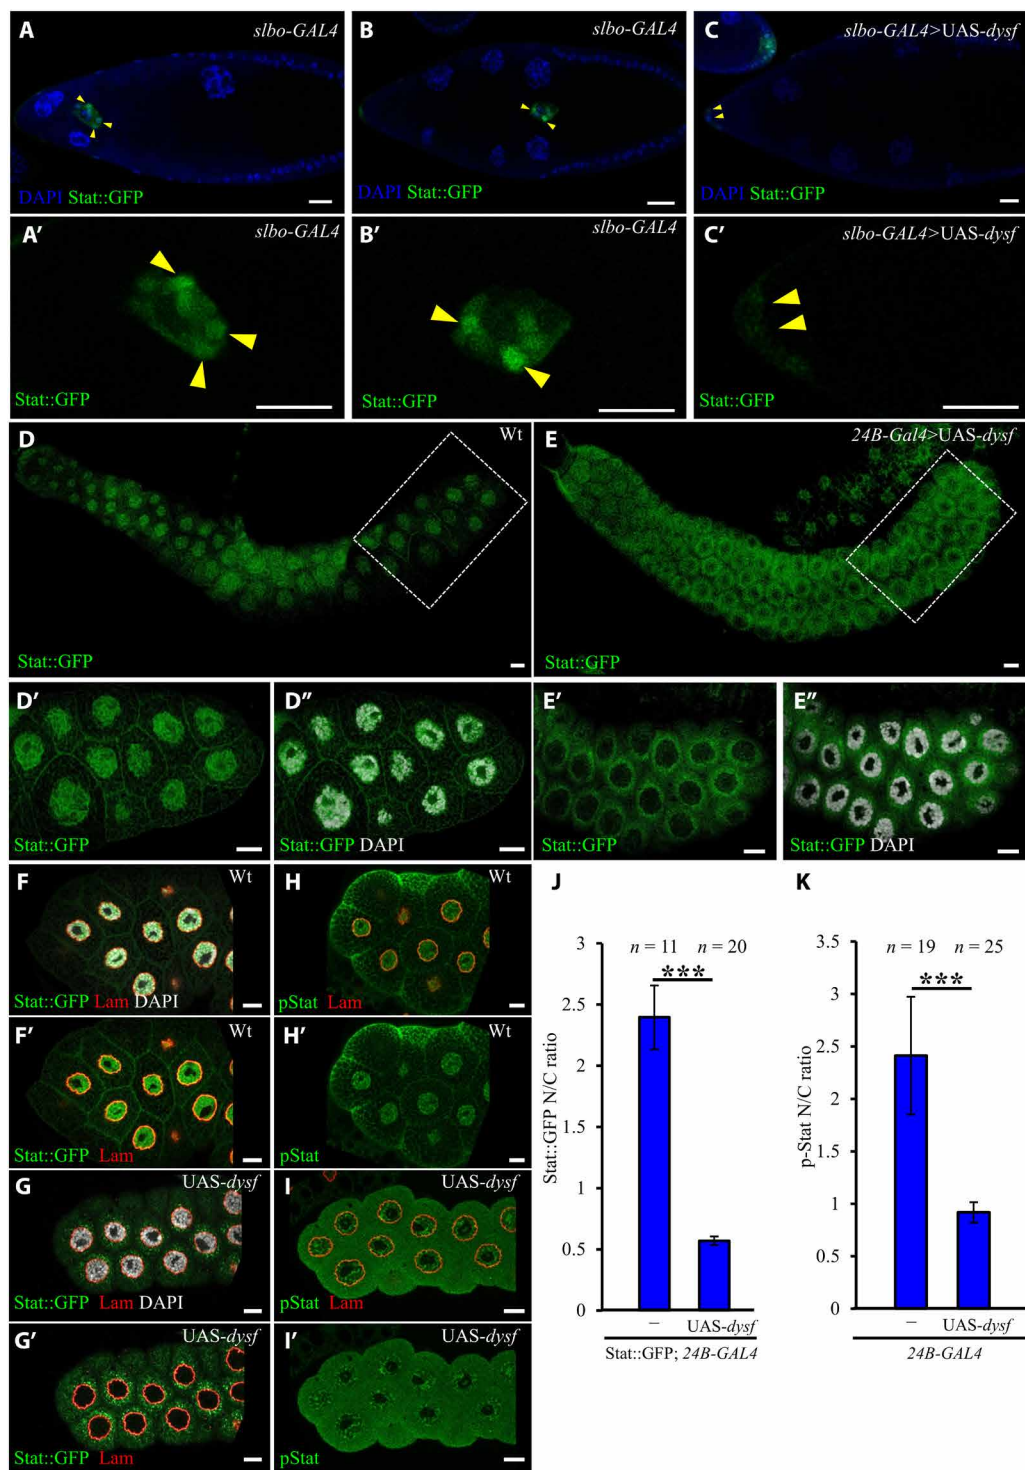 A
slbo-GAL4
DAPI Stat::GFP
B
slbo-GAL4
DAPI Stat::GFP
C
slbo-GAL4>UAS-dysf
DAPI Stat::GFP
A'
slbo-GAL4
Stat::GFP
B'
slbo-GAL4
Stat::GFP
C'
slbo-GAL4>UAS-dysf
Stat::GFP
D
Wt
Stat::GFP
E
24B-Gal4>UAS-dysf
Stat::GFP
D'
Stat::GFP
D"
Stat::GFP DAPI
E'
Stat::GFP
E"
Stat::GFP DAPI
F
Wt
Stat::GFP Lam DAPI
H
Wt
pStat Lam
F'
Wt
Stat::GFP Lam
H'
Wt
pStat
G
UAS-dysf
Stat::GFP Lam DAPI
I
UAS-dysf
pStat Lam
G'
UAS-dysf
Stat::GFP Lam
I'
UAS-dysf
pStat
J
n = 11 n = 20
***
Stat::GFP N/C ratio
3
2.5
2
1.5
1
0.5
0
– UAS-dysf
Stat::GFP; 24B-GAL4
K
n = 19 n = 25
***
p-Stat N/C ratio
3.5
3
2.5
2
1.5
1
0.5
0
– UAS-dysf
24B-GAL4